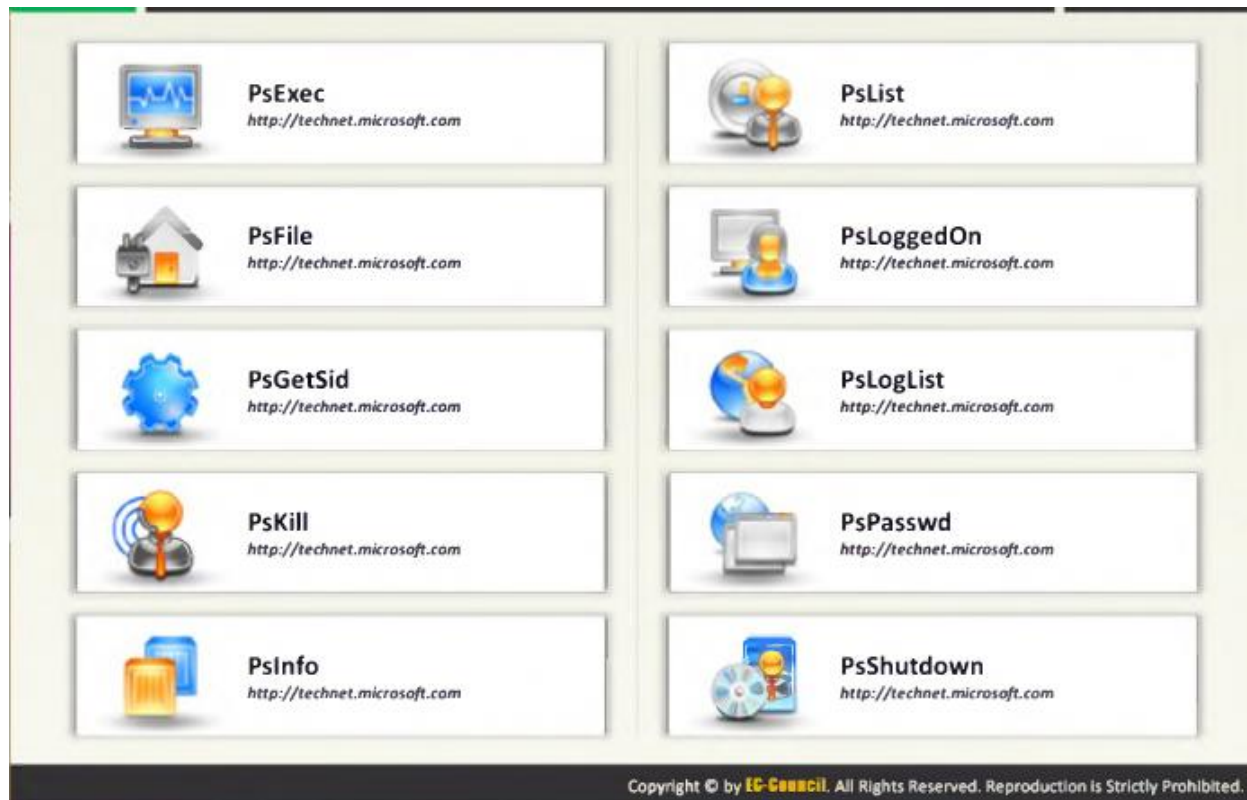 PsExec
http://technet.microsoft.com
PsFile
http://technet.microsoft.com
PsGetSid
http://technet.microsoft.com
PsKill
http://technet.microsoft.com
PsInfo
http://technet.microsoft.com
PsList
http://technet.microsoft.com
PsLoggedOn
http://technet.microsoft.com
PsLogList
http://technet.microsoft.com
PsPasswd
http://technet.microsoft.com
PsShutdown
http://technet.microsoft.com
Copyright © by EC-Council. All Rights Reserved. Reproduction is Strictly Prohibited.